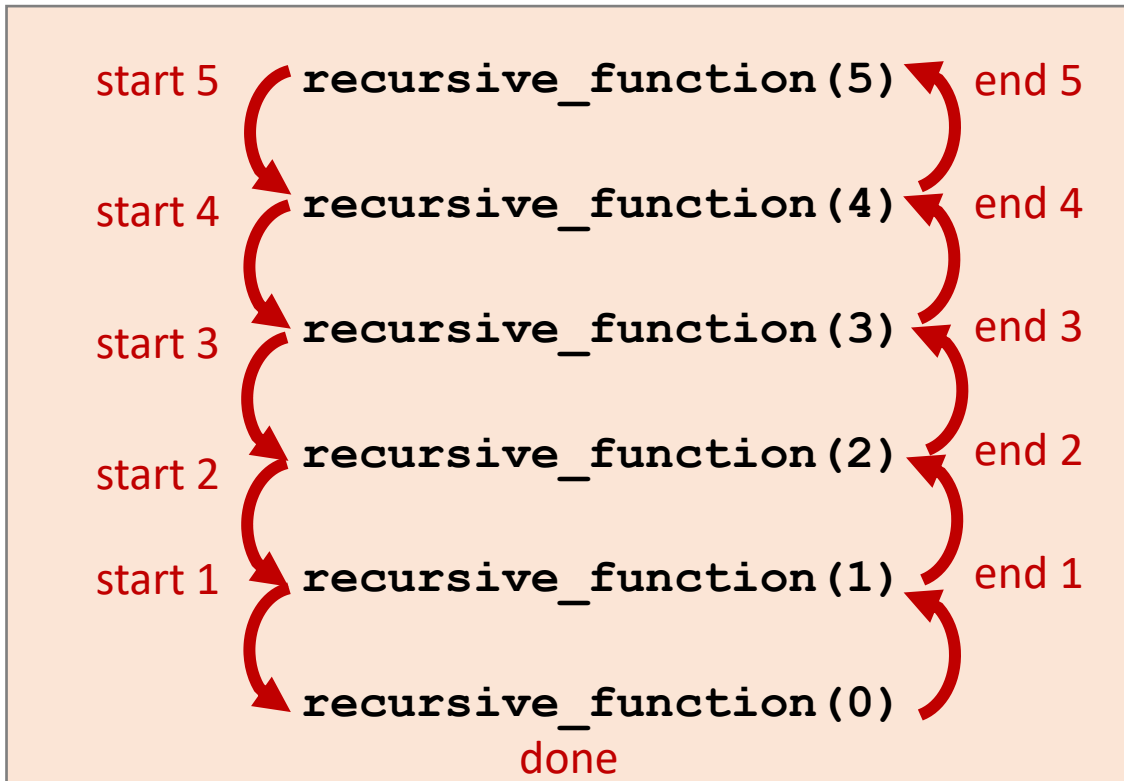 start 5 recursive_function(5) end 5
start 4 recursive_function(4) end 4
start 3 recursive_function(3) end 3
start 2 recursive_function(2) end 2
start 1 recursive_function(1) end 1
recursive_function(0)
done